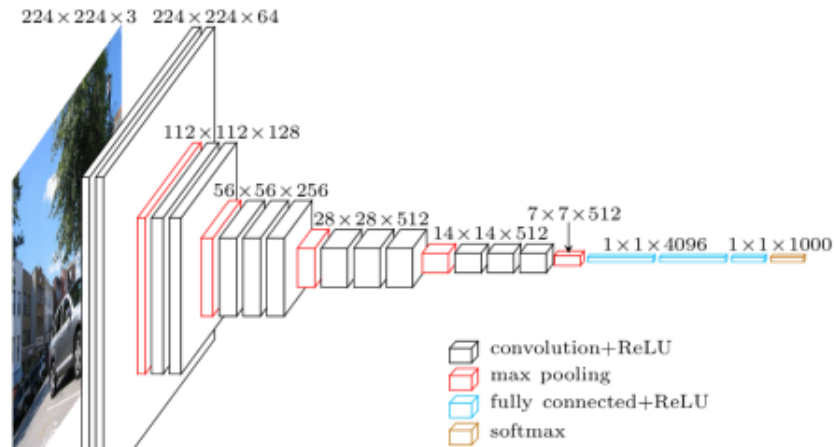 224×224×3
224×224×64
112×112×128
56×56×256
28×28×512
14×14×512
7×7×512
1×1×4096
1×1×1000
convolution+ReLU
max pooling
fully connected+ReLU
softmax